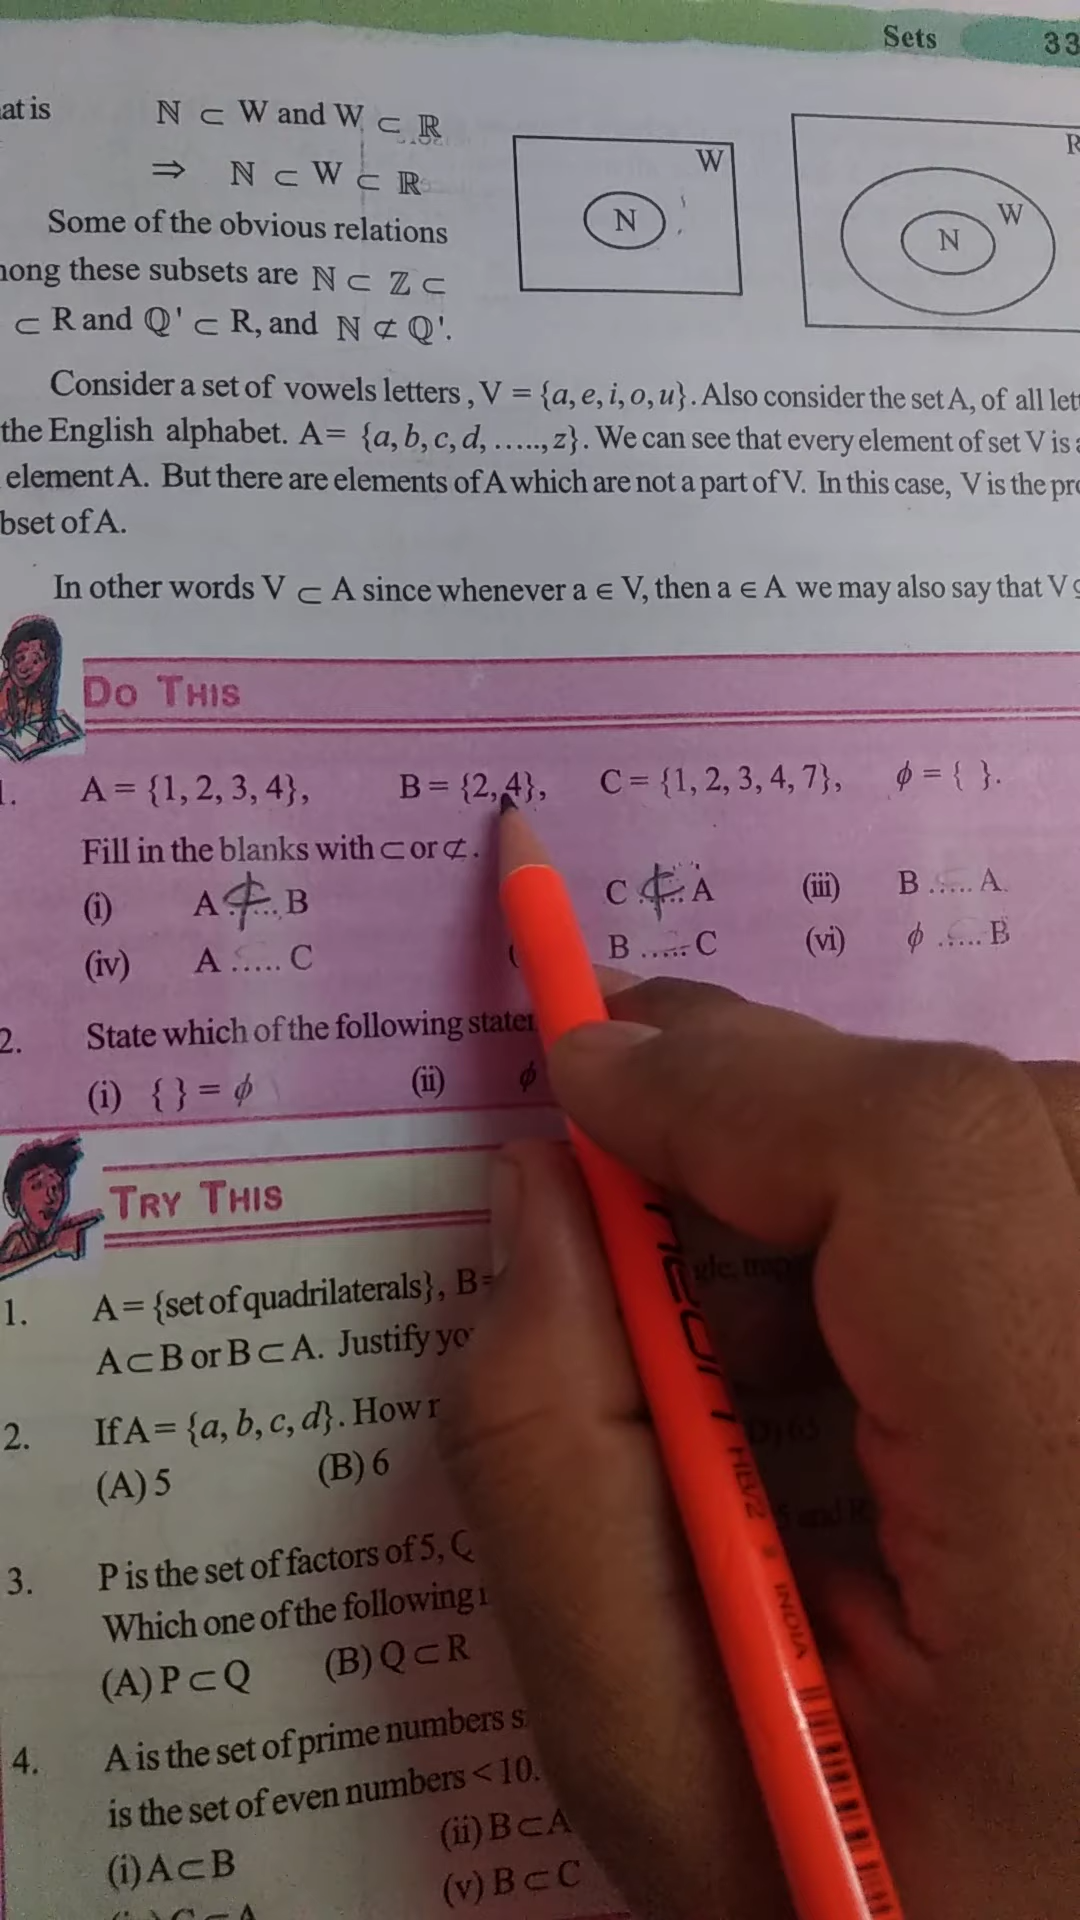 Sets 33
at is N ⊂ W and W ⊂ ℝ
⇒ N ⊂ W ⊂ ℝ
Some of the obvious relations
ong these subsets are ℕ ⊂ ℤ ⊂
⊂ R and ℚ' ⊂ R, and ℕ ⊄ ℚ'.
W
N
R
W
N
Consider a set of vowels letters , V = {a, e, i, o, u}. Also consider the set A, of all let
the English alphabet. A= {a, b, c, d, ....., z}. We can see that every element of set V is a
element A. But there are elements of A which are not a part of V. In this case, V is the pro
bset of A.
In other words V ⊂ A since whenever a ∈ V, then a ∈ A we may also say that V
DO THIS
1. A = {1, 2, 3, 4}, B = {2, 4}, C = {1, 2, 3, 4, 7}, ϕ = { }.
Fill in the blanks with ⊂ or ⊄ .
(i) A ⊄ B C ⊄ A (iii) B ..... A.
(iv) A ..... C B ..... C (vi) ϕ ..... B
2. State which of the following
(i) { } = ϕ (ii) ϕ
TRY THIS
1. A = {set of quadrilaterals}, B =
A ⊂ B or B ⊂ A. Justify
2. If A = {a, b, c, d}. How
(A) 5 (B) 6
3. P is the set of factors of 5,
Which one of the following
(A) P ⊂ Q (B) Q ⊂ R
4. A is the set of prime numbers
is the set of even numbers < 10.
(i) A ⊂ B (ii) B ⊂ A
(v) B ⊂ C
C ⊂ A
neon HB/2 INDIA